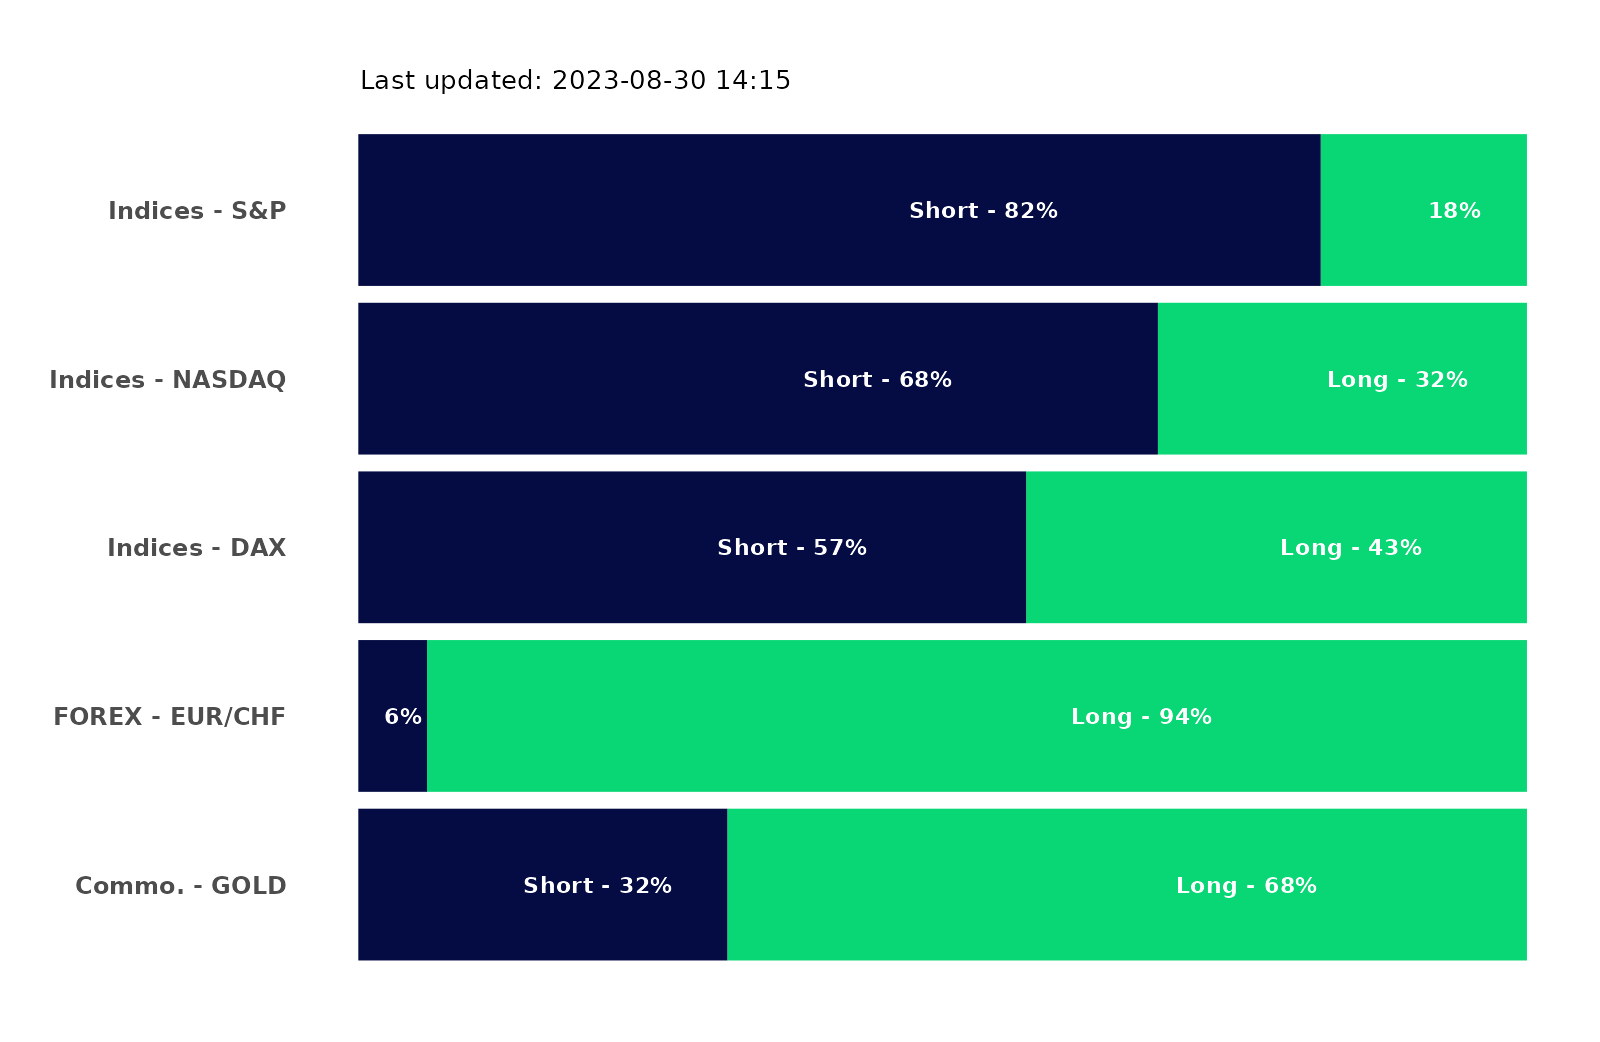 Last updated: 2023-08-30 14:15
Indices - S&P Short - 82% 18%
Indices - NASDAQ Short - 68% Long - 32%
Indices - DAX Short - 57% Long - 43%
FOREX - EUR/CHF 6% Long - 94%
Commo. - GOLD Short - 32% Long - 68%